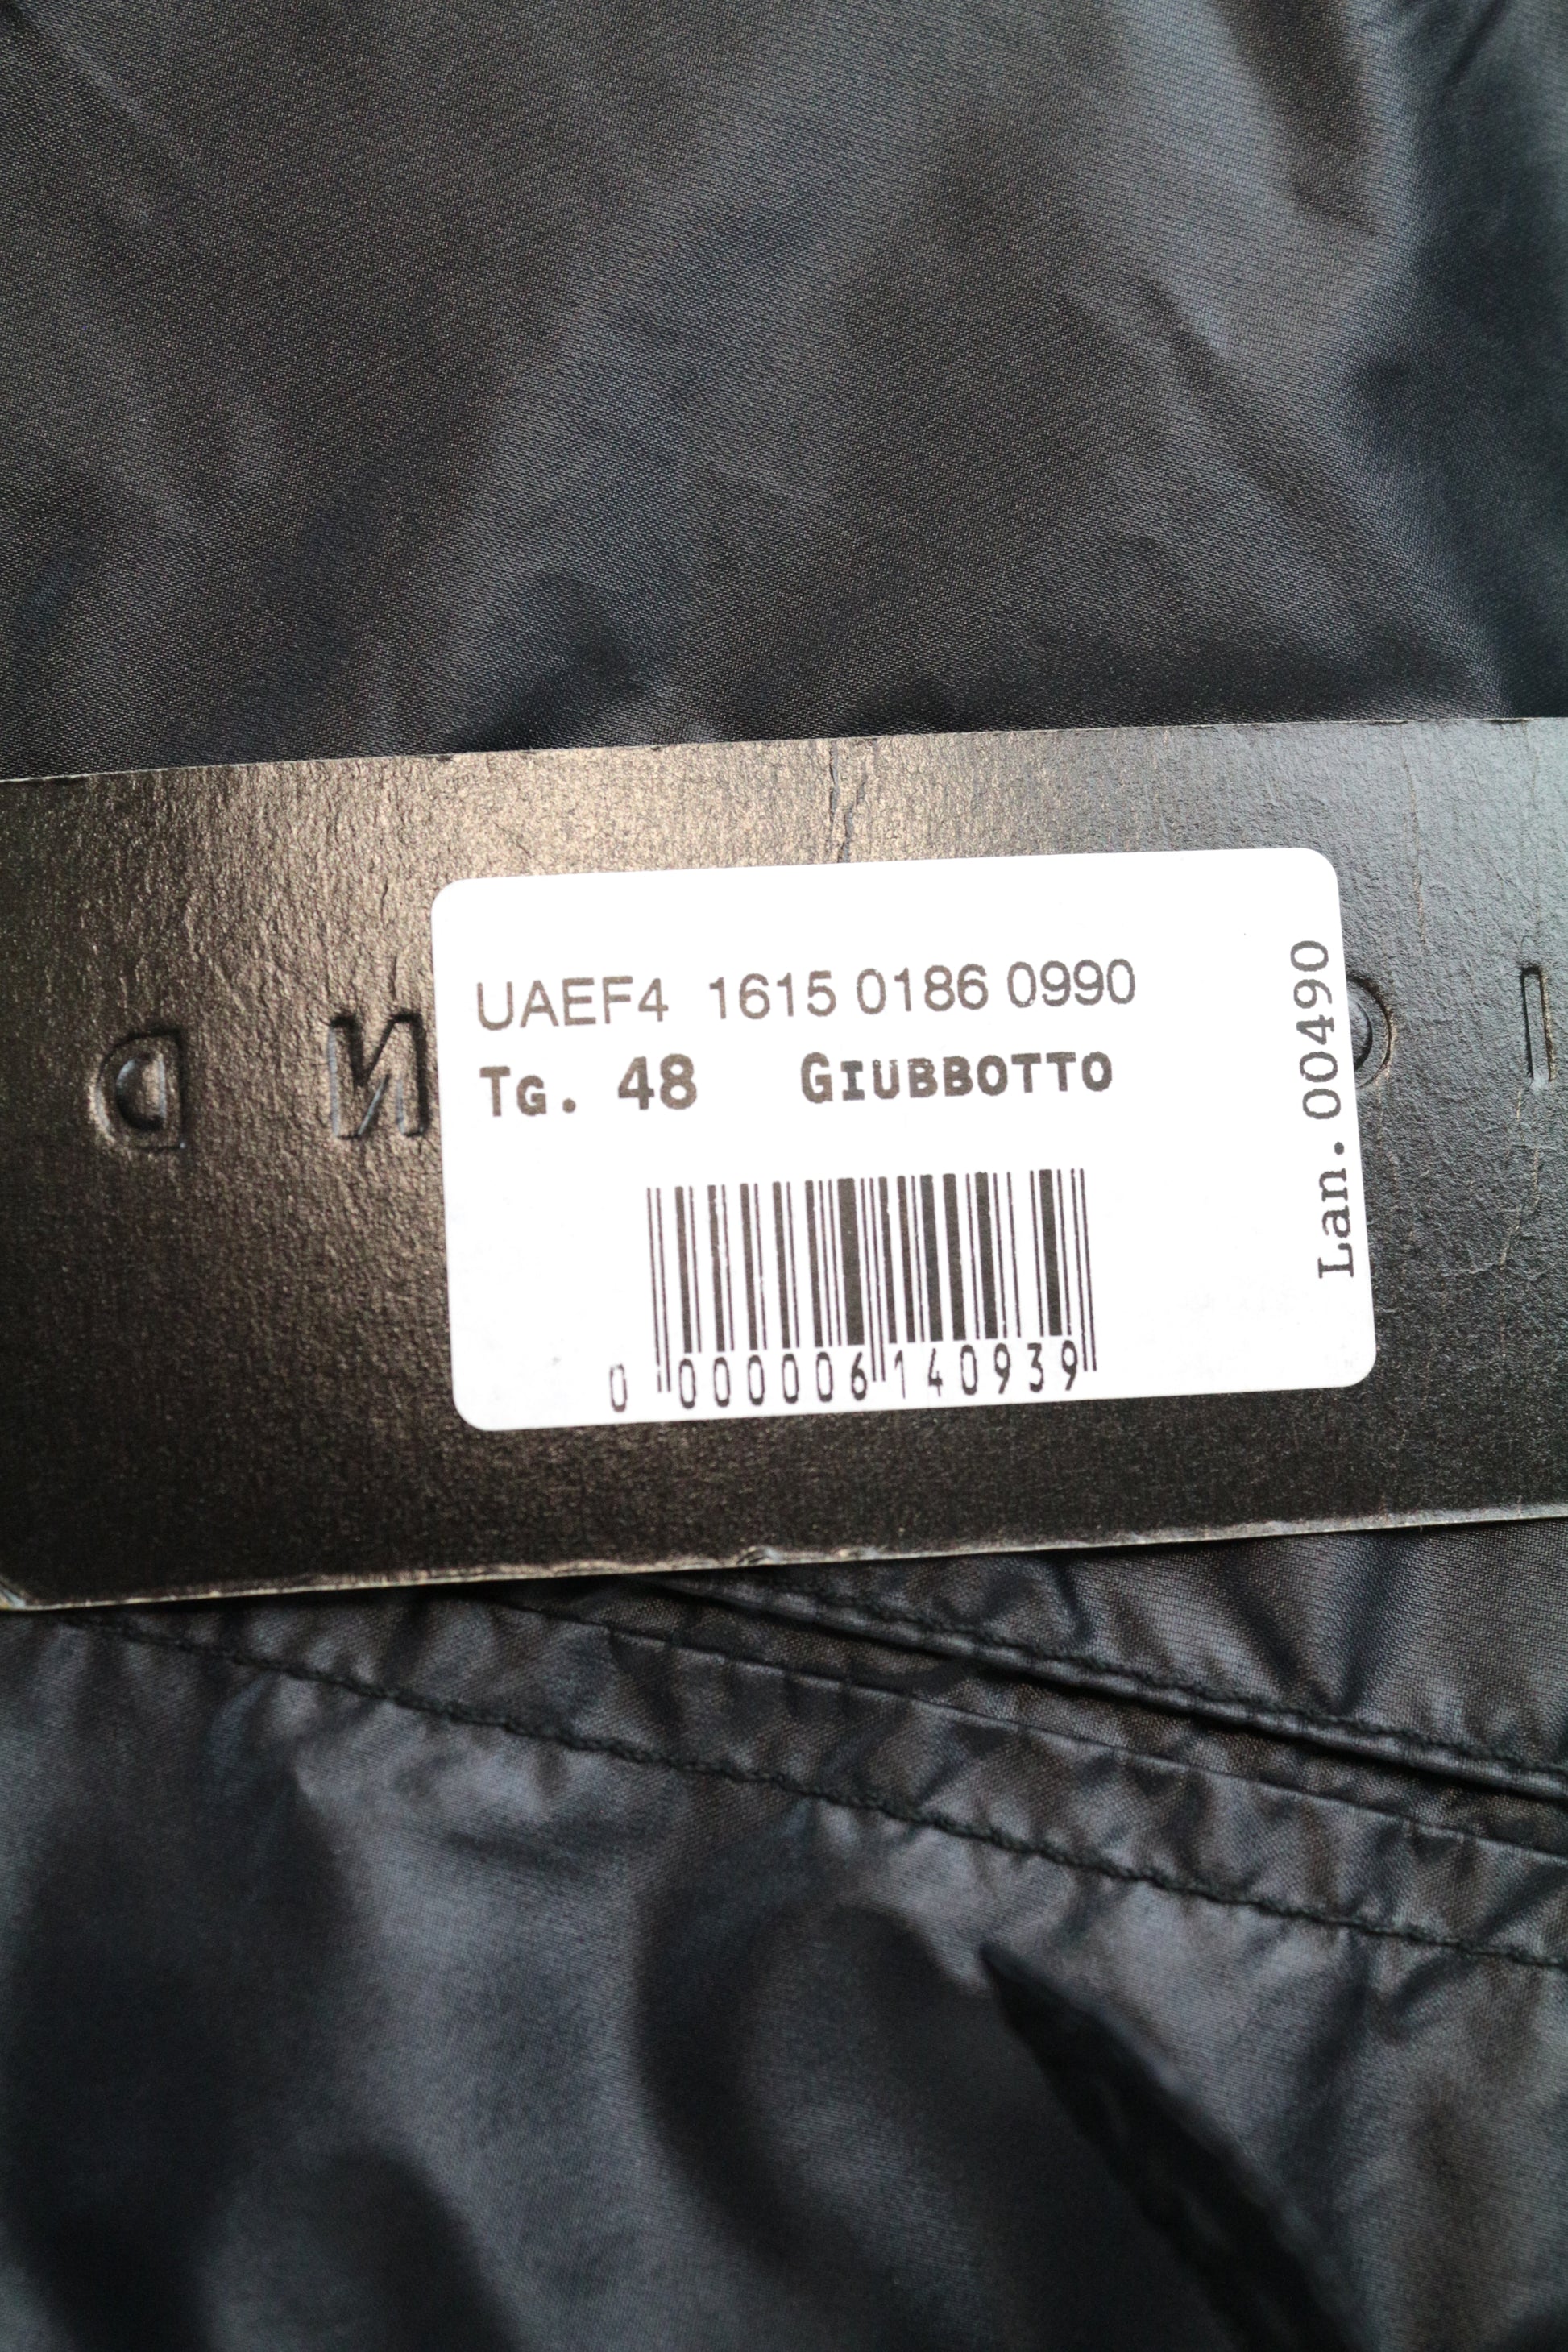 UAEF4 1615 0186 0990
TG. 48 GIUBBOTTO
Lan. 00490
0 000006 140939